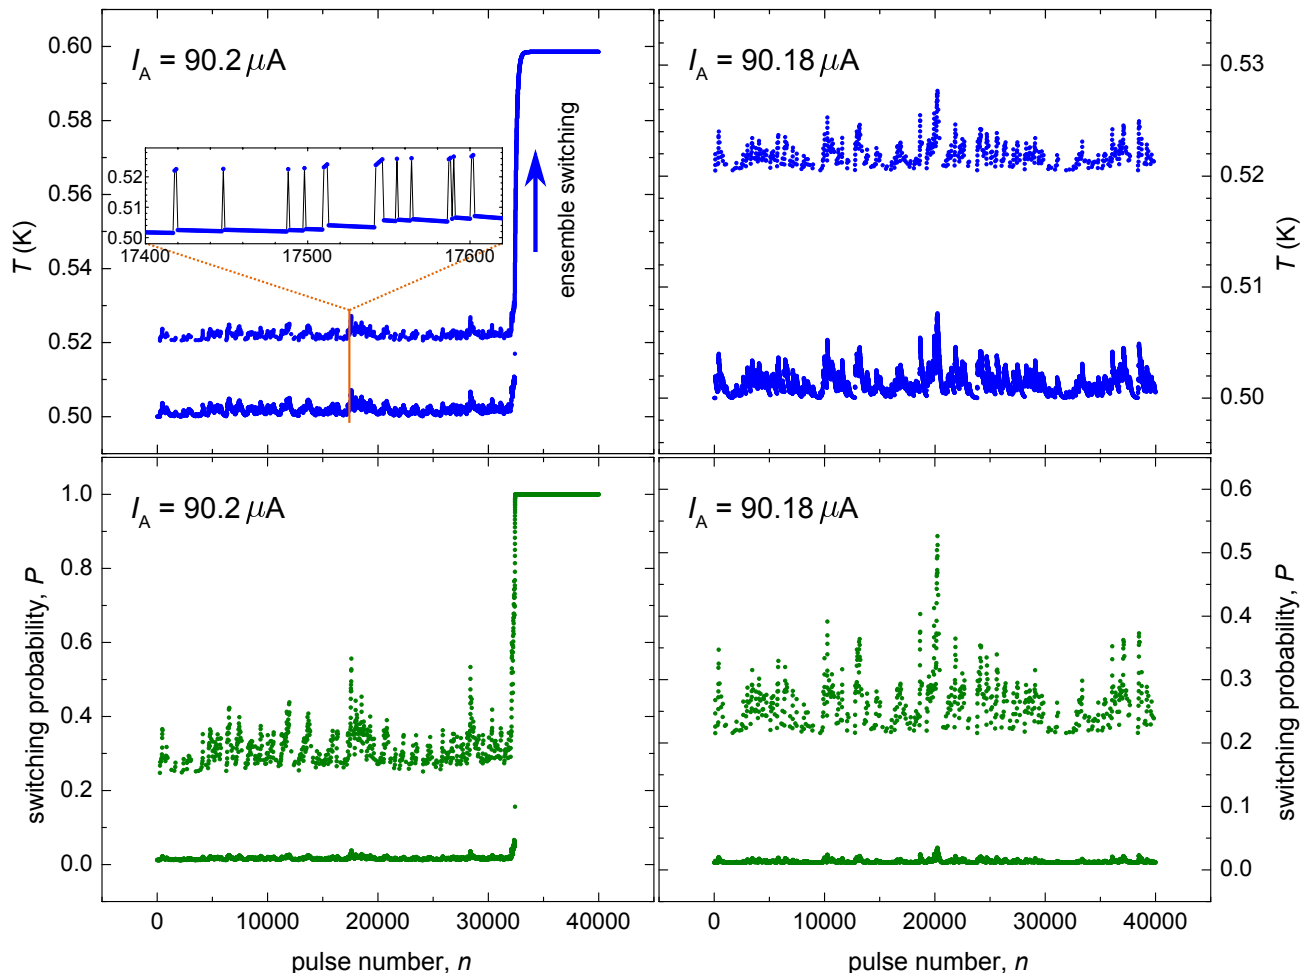 I_A = 90.2 μA
I_A = 90.18 μA
0.60
0.58
0.56
0.54
0.52
0.50
T (K)
0.52
0.51
0.50
17400
17500
17600
ensemble switching
0.53
0.52
0.51
0.50
T (K)
I_A = 90.2 μA
I_A = 90.18 μA
1.0
0.8
0.6
0.4
0.2
0.0
switching probability, P
0.6
0.5
0.4
0.3
0.2
0.1
0.0
switching probability, P
0 10000 20000 30000 40000
0 10000 20000 30000 40000
pulse number, n
pulse number, n